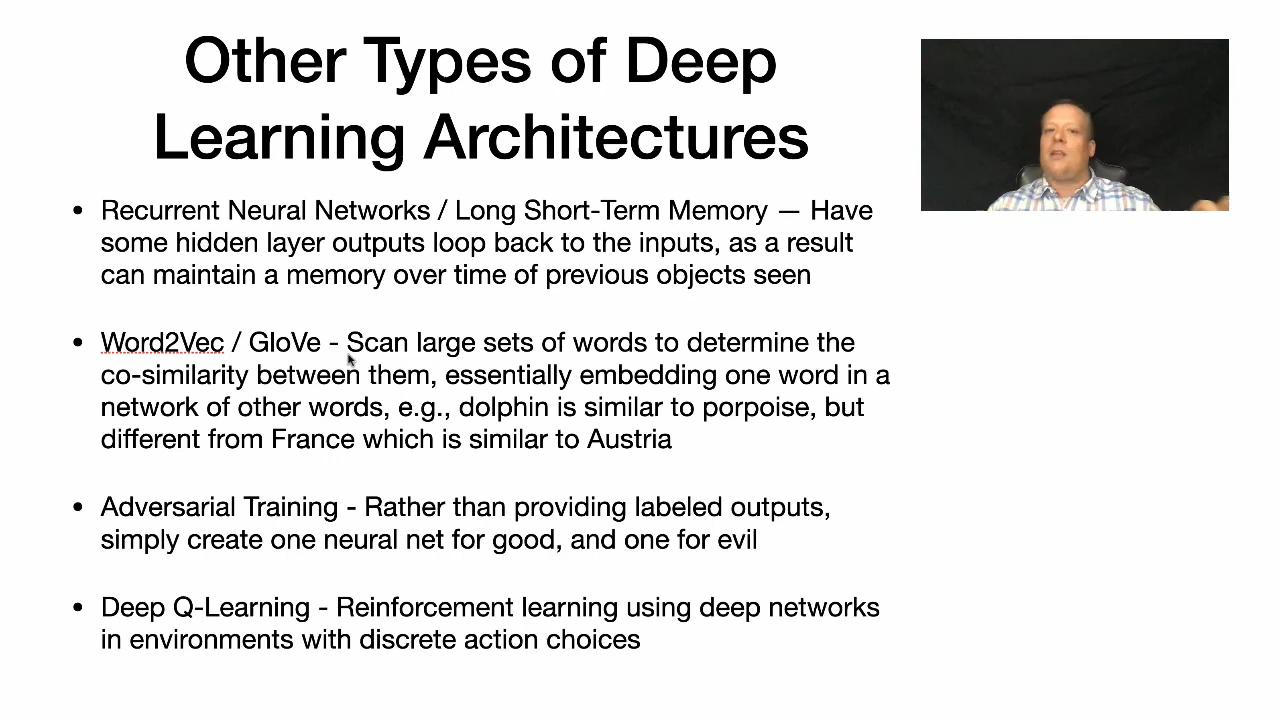 Other Types of Deep
Learning Architectures
• Recurrent Neural Networks / Long Short-Term Memory — Have
some hidden layer outputs loop back to the inputs, as a result
can maintain a memory over time of previous objects seen
• Word2Vec / GloVe - Scan large sets of words to determine the
co-similarity between them, essentially embedding one word in a
network of other words, e.g., dolphin is similar to porpoise, but
different from France which is similar to Austria
• Adversarial Training - Rather than providing labeled outputs,
simply create one neural net for good, and one for evil
• Deep Q-Learning - Reinforcement learning using deep networks
in environments with discrete action choices